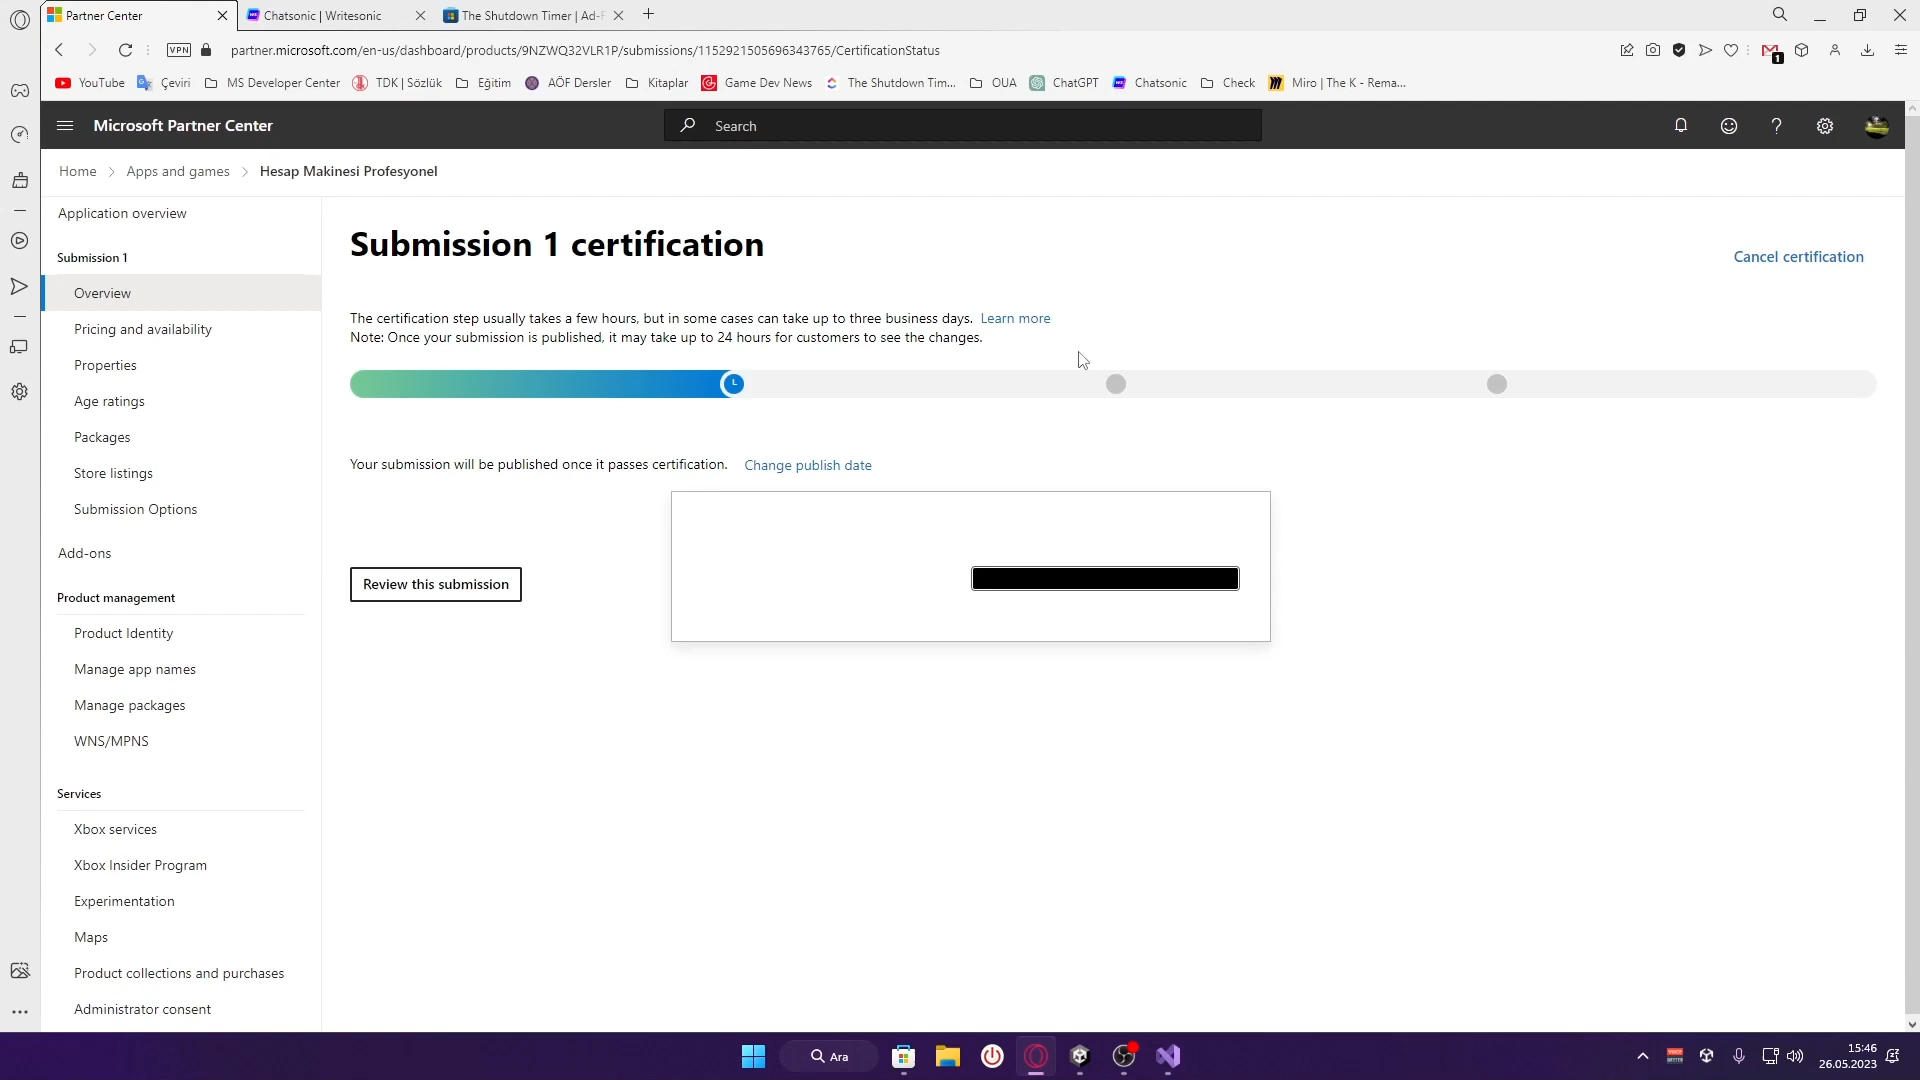 Partner Center
Chatsonic | Writesonic
The Shutdown Timer | Ad-F
VPN
partner.microsoft.com/en-us/dashboard/products/9NZWQ32VLR1P/submissions/1152921505696343765/CertificationStatus
1
YouTube
Çeviri
MS Developer Center
TDK | Sözlük
Eğitim
AÖF Dersler
Kitaplar
Game Dev News
The Shutdown Tim...
OUA
ChatGPT
Chatsonic
Check
Miro | The K - Rema...
Microsoft Partner Center
Search
Home
Apps and games
Hesap Makinesi Profesyonel
Application overview
Submission 1
Overview
Pricing and availability
Properties
Age ratings
Packages
Store listings
Submission Options
Add-ons
Product management
Product Identity
Manage app names
Manage packages
WNS/MPNS
Services
Xbox services
Xbox Insider Program
Experimentation
Maps
Product collections and purchases
Administrator consent
Submission 1 certification
Cancel certification
The certification step usually takes a few hours, but in some cases can take up to three business days. Learn more
Note: Once your submission is published, it may take up to 24 hours for customers to see the changes.
Your submission will be published once it passes certification. Change publish date
Review this submission
Ara
15:46
26.05.2023